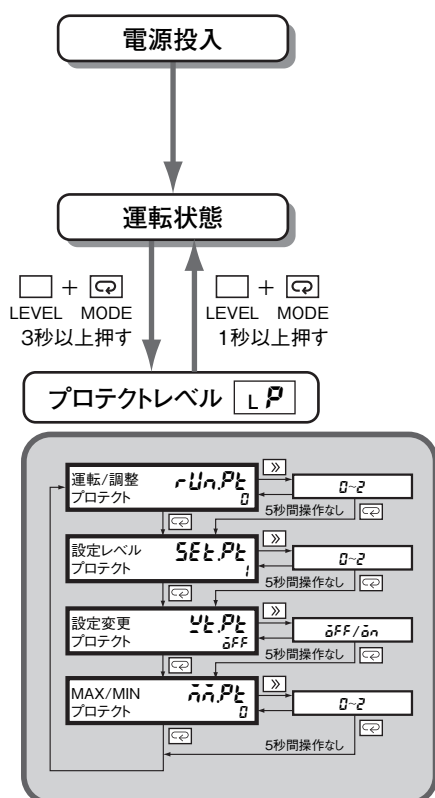 電源投入
運転状態
+
LEVEL MODE
3秒以上押す
+
LEVEL MODE
1秒以上押す
プロテクトレベル LP
運転/調整
プロテクト
rUn.Pt
0
»
0~2
5秒間操作なし
設定レベル
プロテクト
SEt.Pt
1
»
0~2
5秒間操作なし
設定変更
プロテクト
Wt.Pt
oFF
»
oFF/on
5秒間操作なし
MAX/MIN
プロテクト
mm.Pt
0
»
0~2
5秒間操作なし